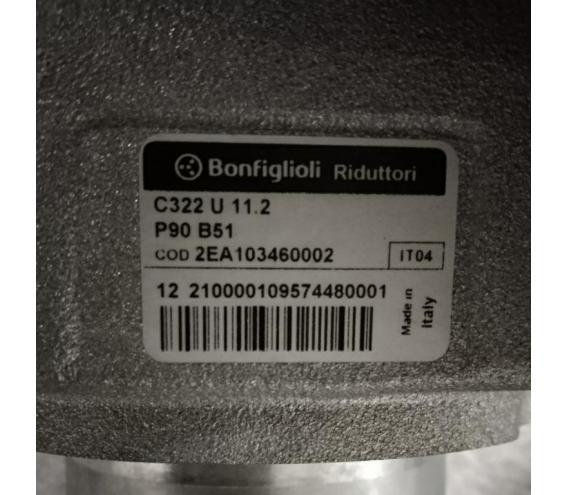 Bonfiglioli Riduttori
C322 U 11.2
P90 B51
COD 2EA103460002
IT04
12 210000109574480001
Made in
Italy